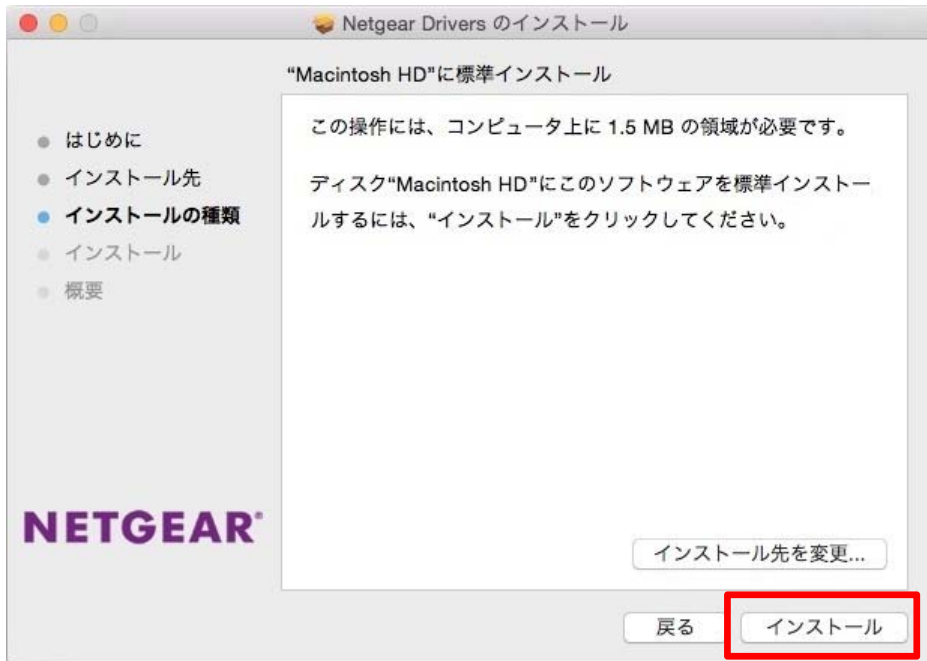 Netgear Drivers のインストール
“Macintosh HD”に標準インストール
はじめに
インストール先
インストールの種類
インストール
概要
この操作には、コンピュータ上に 1.5 MB の領域が必要です。
ディスク“Macintosh HD”にこのソフトウェアを標準インストー
ルするには、“インストール”をクリックしてください。
NETGEAR®
インストール先を変更...
戻る
インストール